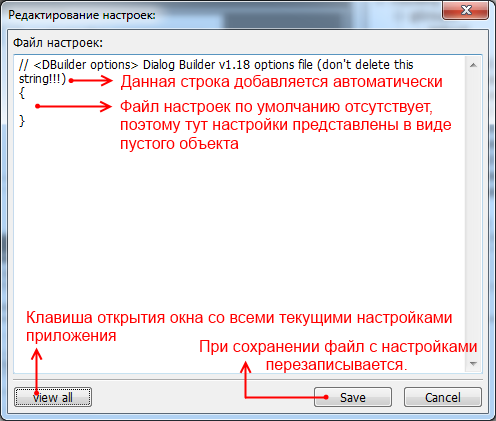 Редактирование настроек:
Файл настроек:
// <DBuilder options> Dialog Builder v1.18 options file (don't delete this
string!!!)
Данная строка добавляется автоматически
{
Файл настроек по умолчанию отсутствует,
поэтому тут настройки представлены в виде
пустого объекта
}
Клавиша открытия окна со всеми текущими настройками
приложения
При сохранении файл с настройками
перезаписывается.
View all
Save
Cancel